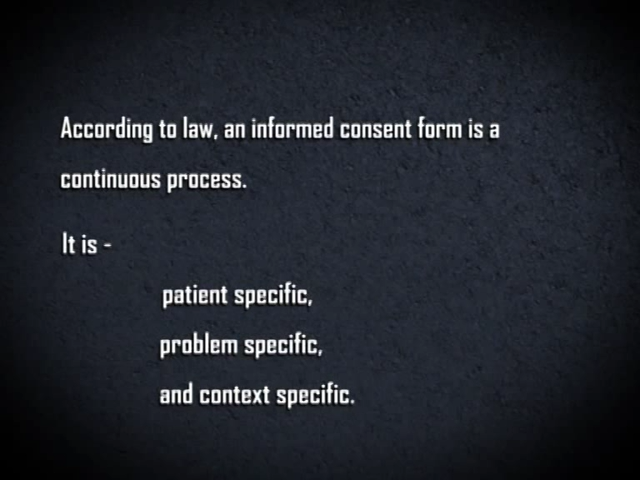 According to law, an informed consent form is a
continuous process.
It is -
patient specific,
problem specific,
and context specific.